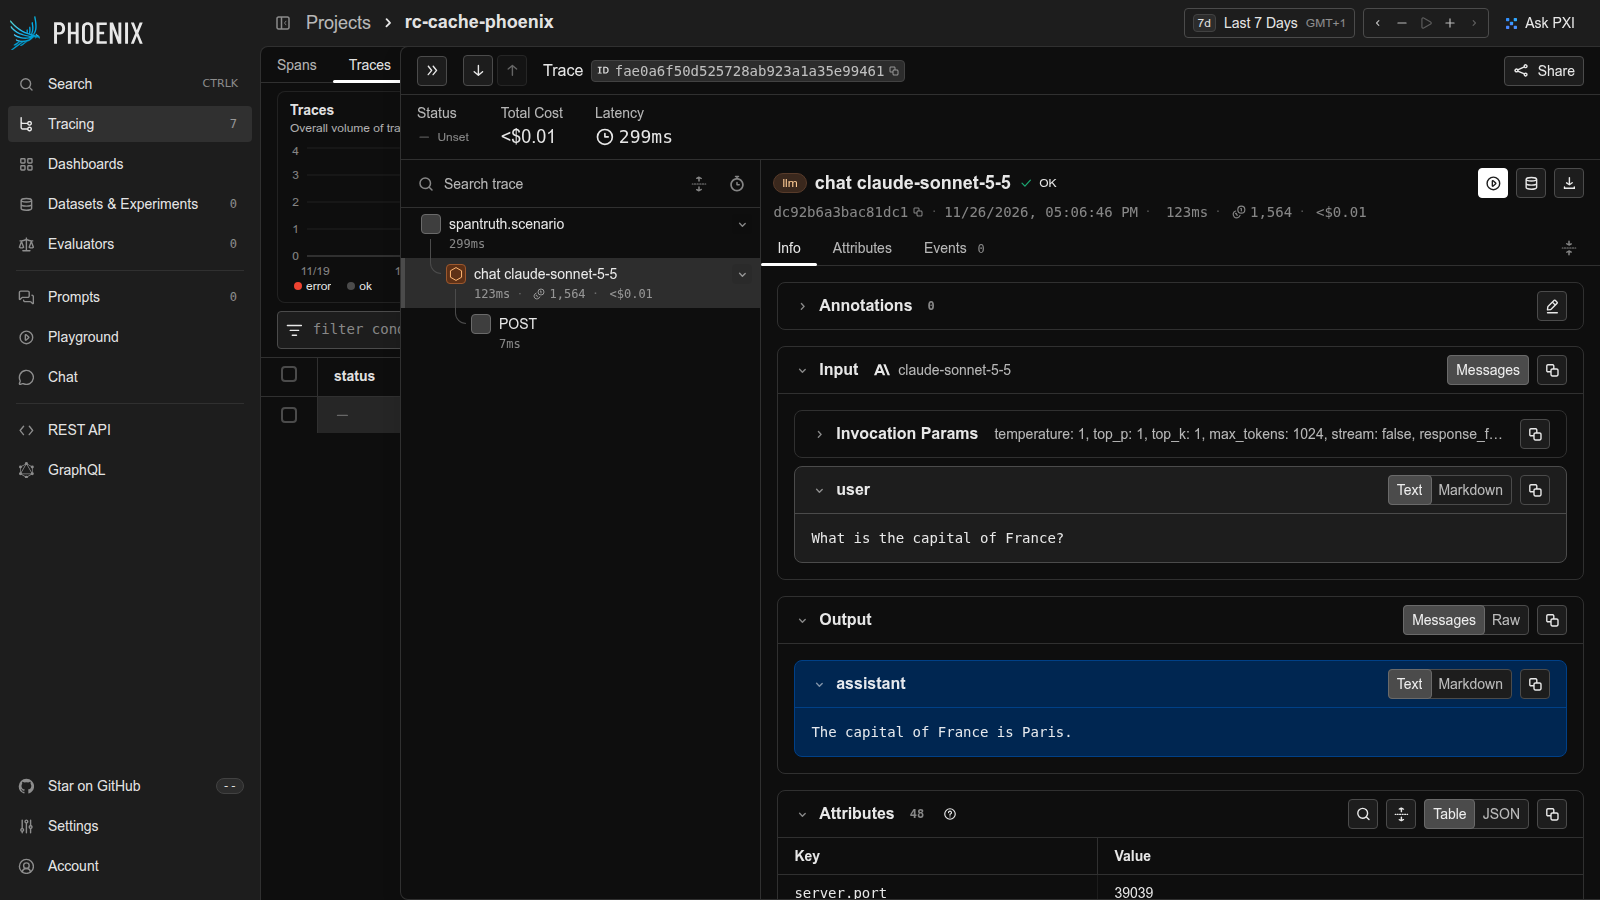 PHOENIX
Search CTRLK
Tracing 7
Dashboards
Datasets & Experiments 0
Evaluators 0
Prompts 0
Playground
Chat
REST API
GraphQL
Star on GitHub --
Settings
Account
Projects > rc-cache-phoenix
7d Last 7 Days GMT+1
Ask PXI
Spans Traces
Traces
Overall volume of tra
4
3
2
1
0
11/19 1
error ok
filter cond
status
—
Trace ID fae0a6f50d525728ab923a1a35e99461
Share
Status Total Cost Latency
— Unset <$0.01 299ms
Search trace
spantruth.scenario
299ms
chat claude-sonnet-5-5
123ms · 1,564 · <$0.01
POST
7ms
llm chat claude-sonnet-5-5 OK
dc92b6a3bac81dc1 · 11/26/2026, 05:06:46 PM · 123ms · 1,564 · <$0.01
Info Attributes Events 0
Annotations 0
Input claude-sonnet-5-5 Messages
Invocation Params temperature: 1, top_p: 1, top_k: 1, max_tokens: 1024, stream: false, response_f…
user Text Markdown
What is the capital of France?
Output Messages Raw
assistant Text Markdown
The capital of France is Paris.
Attributes 48 Table JSON
Key Value
server.port 39039